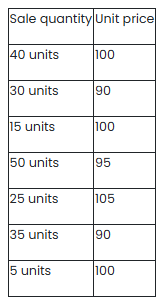 Sale quantity Unit price
40 units 100
30 units 90
15 units 100
50 units 95
25 units 105
35 units 90
5 units 100